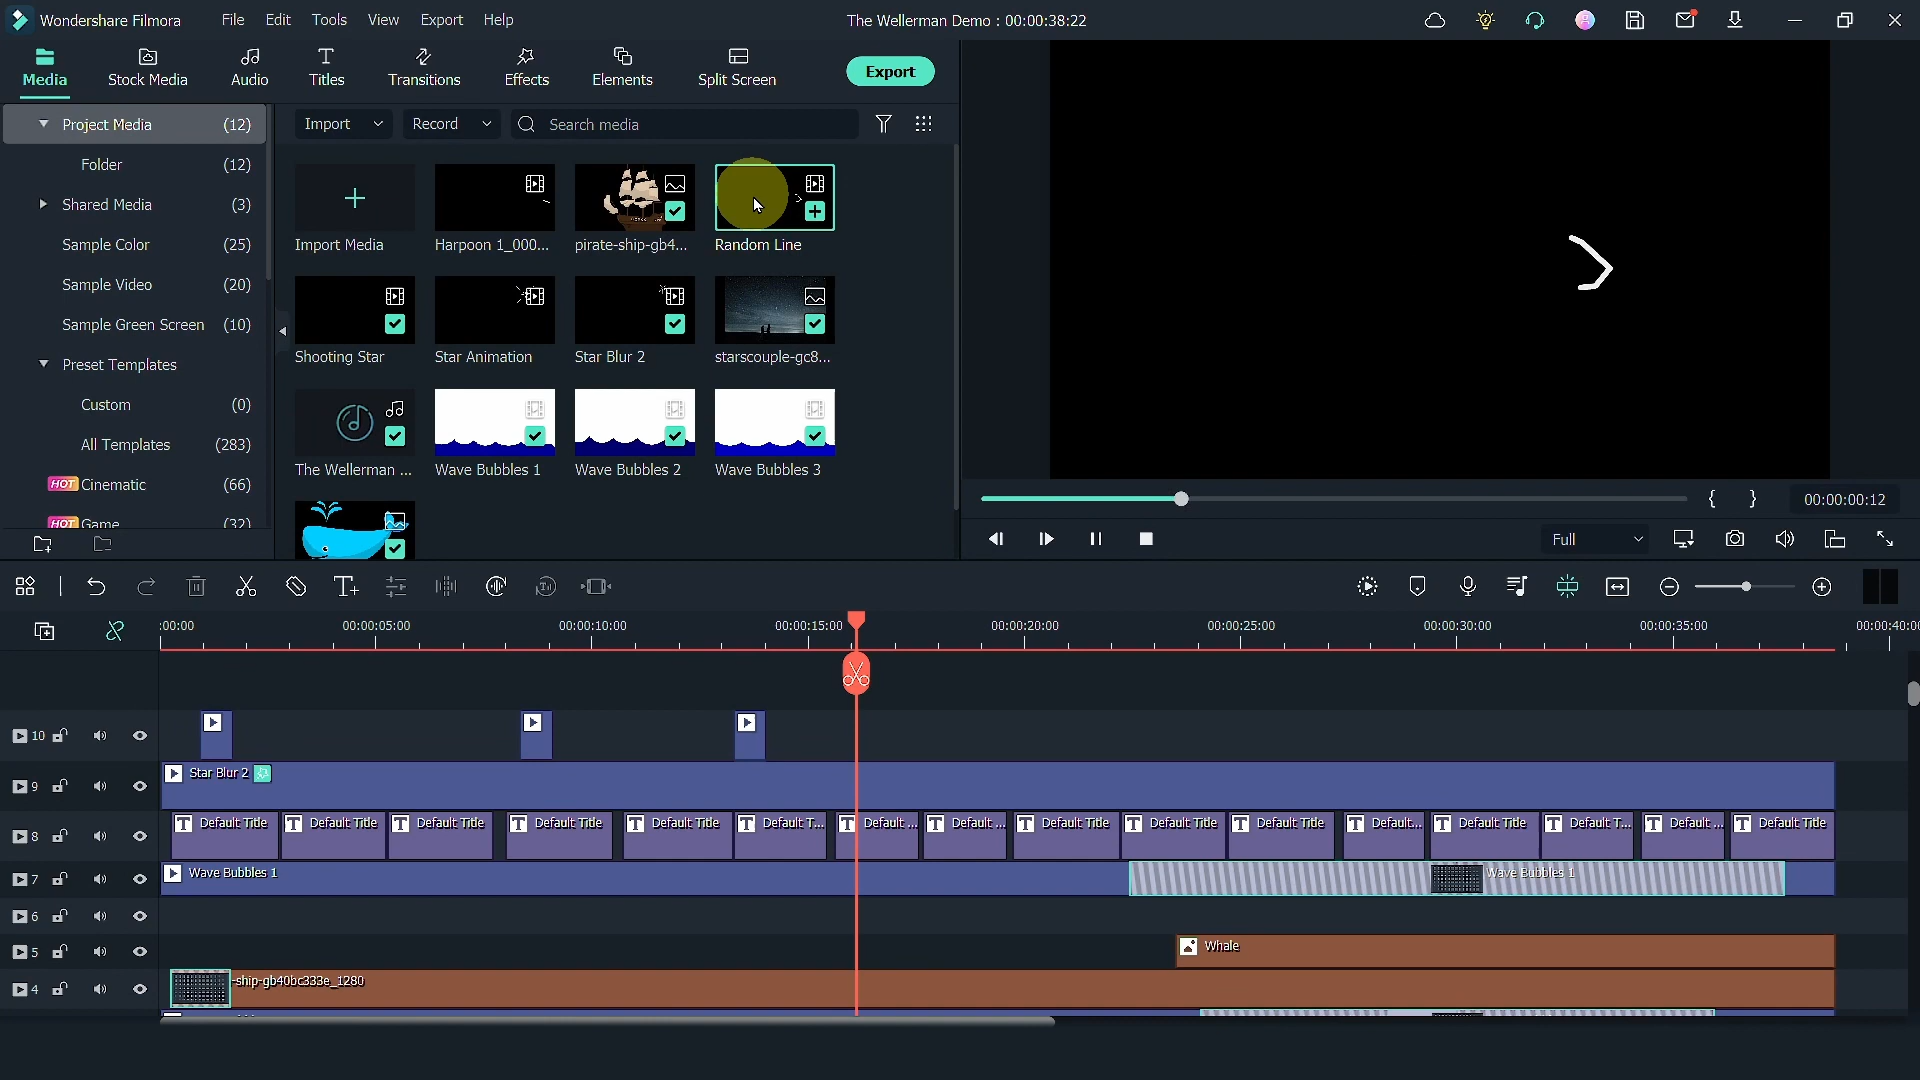 Wondershare Filmora File Edit Tools View Export Help The Wellerman Demo : 00:00:38:22
Media Stock Media Audio Titles Transitions Effects Elements Split Screen Export
Project Media (12)
Folder (12)
Shared Media (3)
Sample Color (25)
Sample Video (20)
Sample Green Screen (10)
Preset Templates
Custom (0)
All Templates (283)
HOT Cinematic (66)
HOT Game (32)
Import Record Search media
Import Media Harpoon 1_000... pirate-ship-gb4... Random Line
Shooting Star Star Animation Star Blur 2 starscouple-gc8...
The Wellerman ... Wave Bubbles 1 Wave Bubbles 2 Wave Bubbles 3
{ } 00:00:00:12
Full
:00:00 00:00:05:00 00:00:10:00 00:00:15:00 00:00:20:00 00:00:25:00 00:00:30:00 00:00:35:00 00:00:40:0
10
9 Star Blur 2
8 Default Title Default Title Default Title Default Title Default Title Default T... Default ... Default ... Default Title Default Title Default Title Default... Default Title Default T... Default ... Default Title
7 Wave Bubbles 1 Wave Bubbles 1
6
5 Whale
4 -ship-gb40bc333e_1280